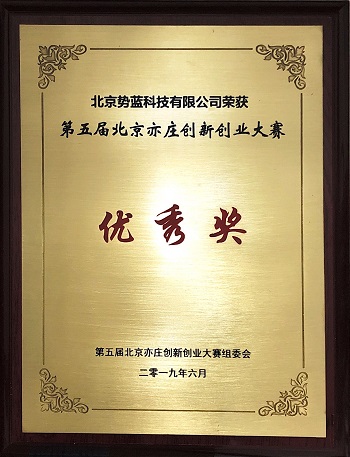 北京势蓝科技有限公司荣获
第五届北京亦庄创新创业大赛
优秀奖
第五届北京亦庄创新创业大赛组委会
二零一九年六月